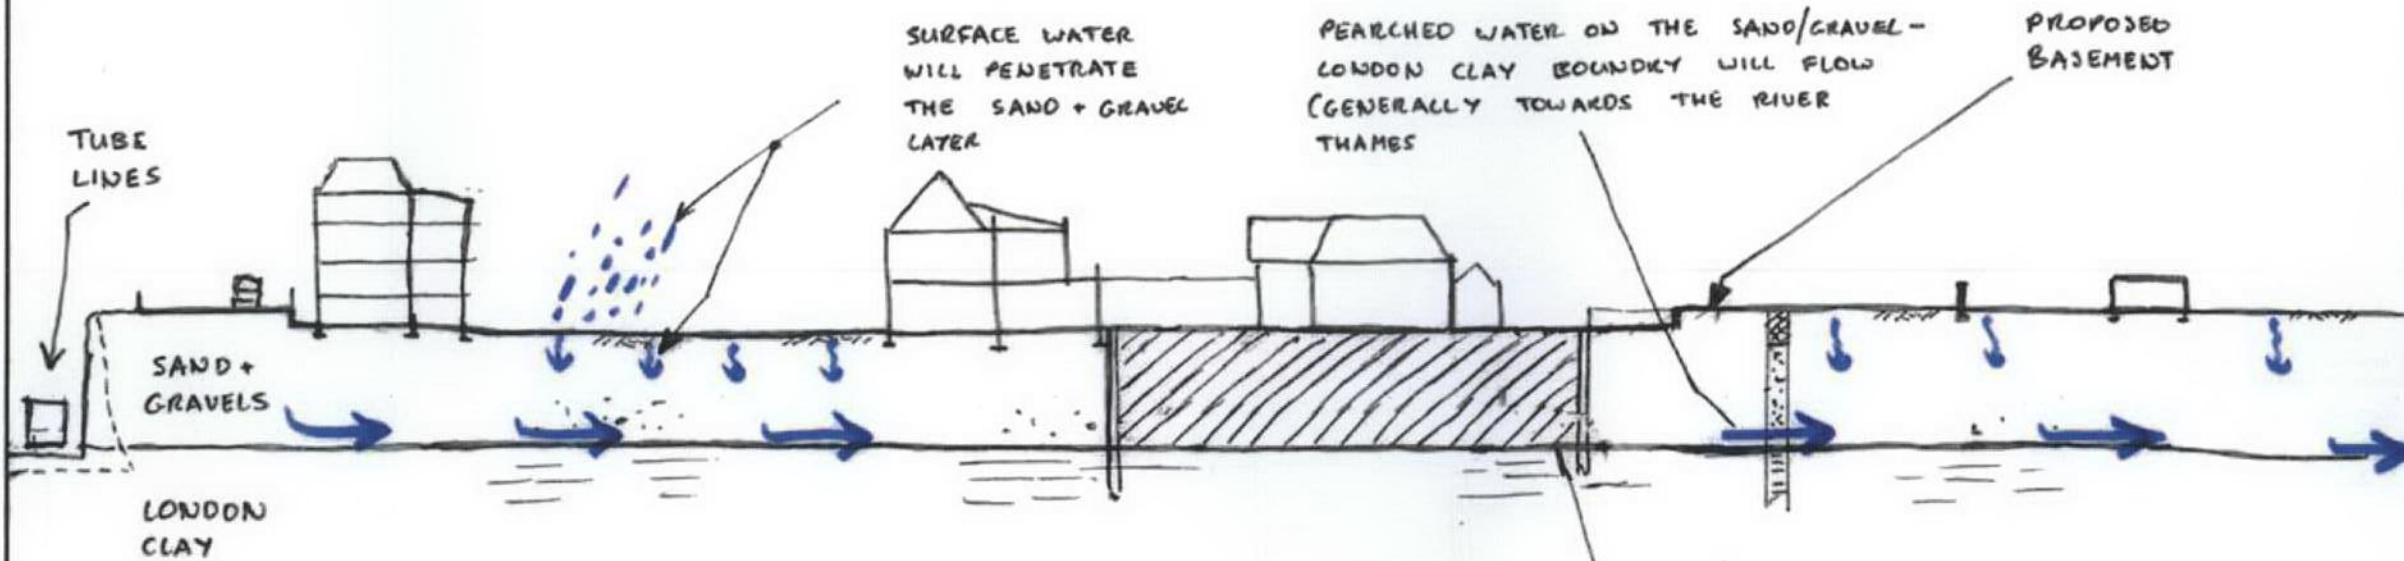 SURFACE WATER
WILL PENETRATE
THE SAND + GRAVEL
LAYER
PEARCHED WATER ON THE SAND/GRAVEL -
LONDON CLAY BOUNDRY WILL FLOW
(GENERALLY TOWARDS THE RIVER
THAMES
PROPOSED
BASEMENT
TUBE
LINES
SAND +
GRAVELS
LONDON
CLAY